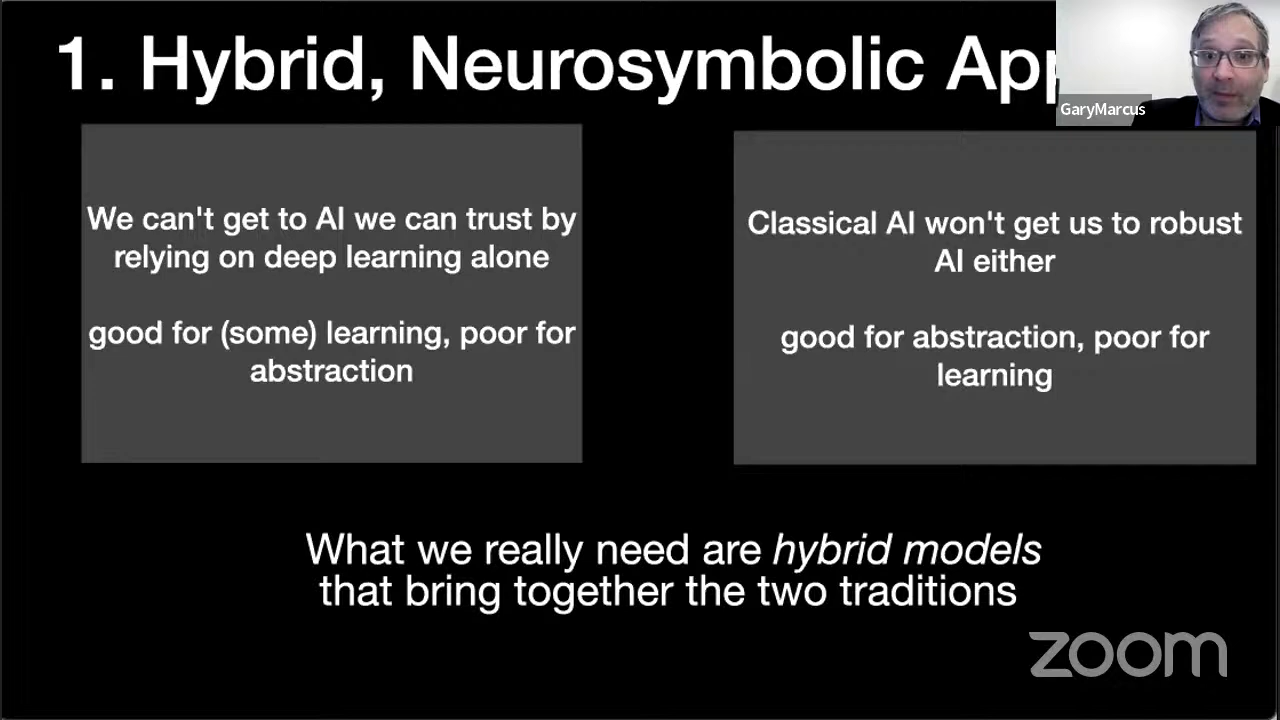 1. Hybrid, Neurosymbolic App
GaryMarcus
We can't get to AI we can trust by
relying on deep learning alone
good for (some) learning, poor for
abstraction
Classical AI won't get us to robust
AI either
good for abstraction, poor for
learning
What we really need are hybrid models
that bring together the two traditions
zoom